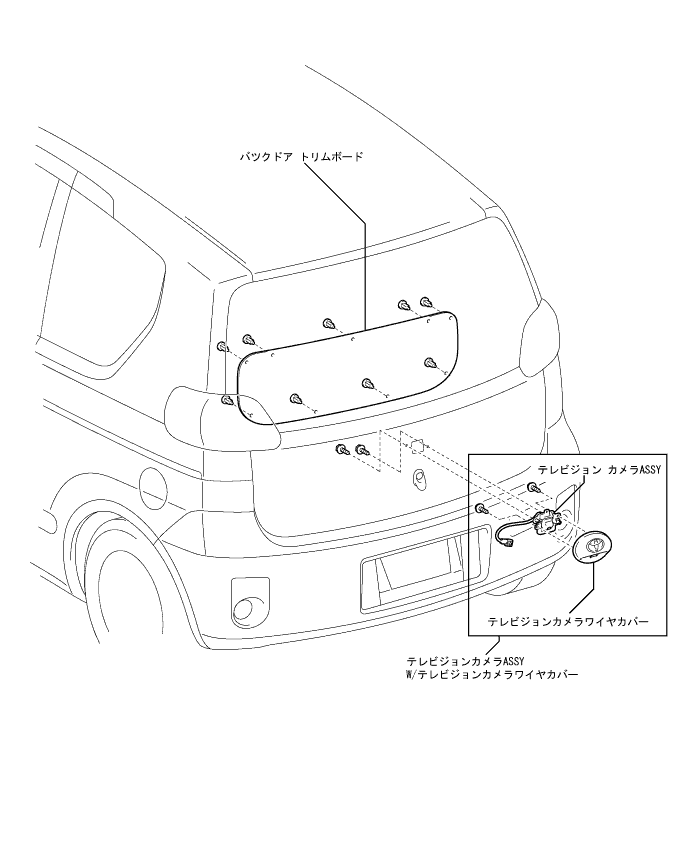 バツクドア トリムボード
テレビジョン カメラASSY
テレビジョンカメラワイヤカバー
テレビジョンカメラASSY
W/テレビジョンカメラワイヤカバー